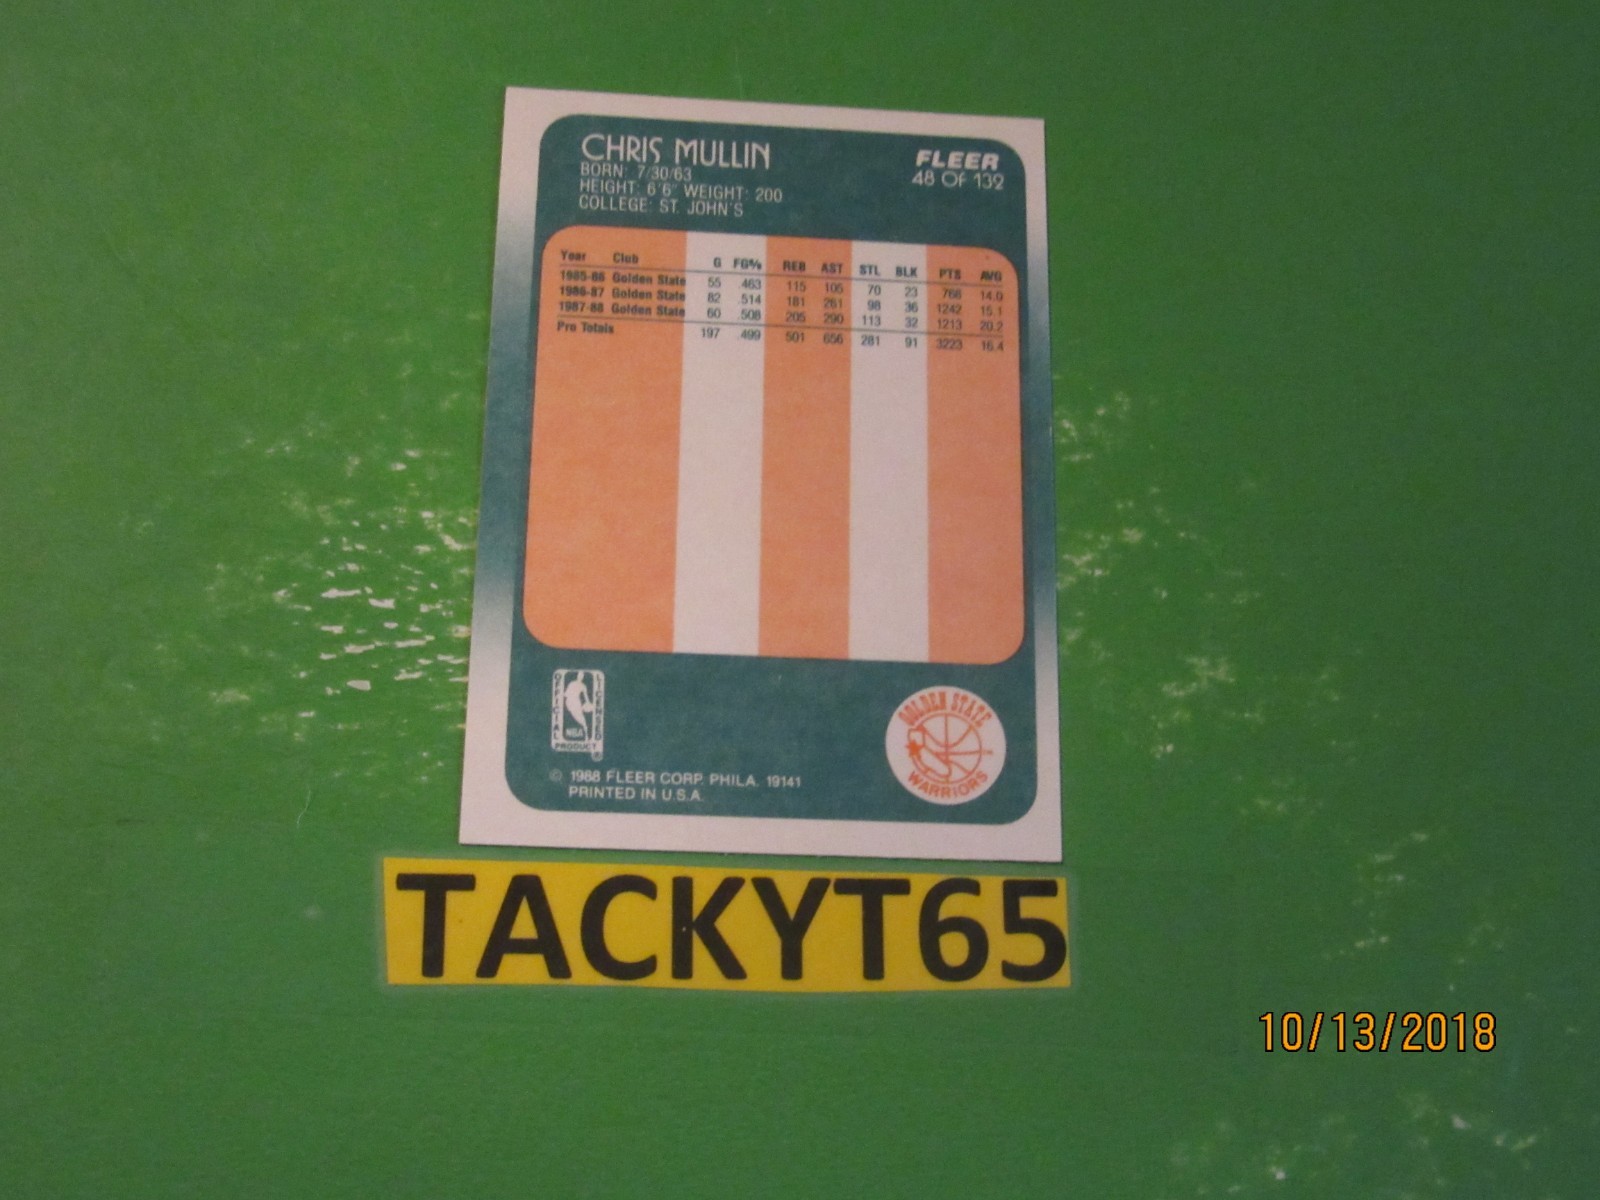 CHRIS MULLIN
BORN: 7/30/63
HEIGHT: 6'6" WEIGHT: 200
COLLEGE: ST. JOHN'S
FLEER
48 OF 132
Year Club G FG% REB AST STL BLK PTS AVG
1985-86 Golden State 55 .463 115 105 70 23 768 14.0
1986-87 Golden State 82 .514 181 261 98 36 1242 15.1
1987-88 Golden State 60 .508 205 290 113 32 1213 20.2
Pro Totals 197 .499 501 656 281 91 3223 16.4
OFFICIAL LICENSED
NBA
PRODUCT
®
GOLDEN STATE
WARRIORS
© 1988 FLEER CORP. PHILA. 19141
PRINTED IN U.S.A.
TACKYT65
10/13/2018